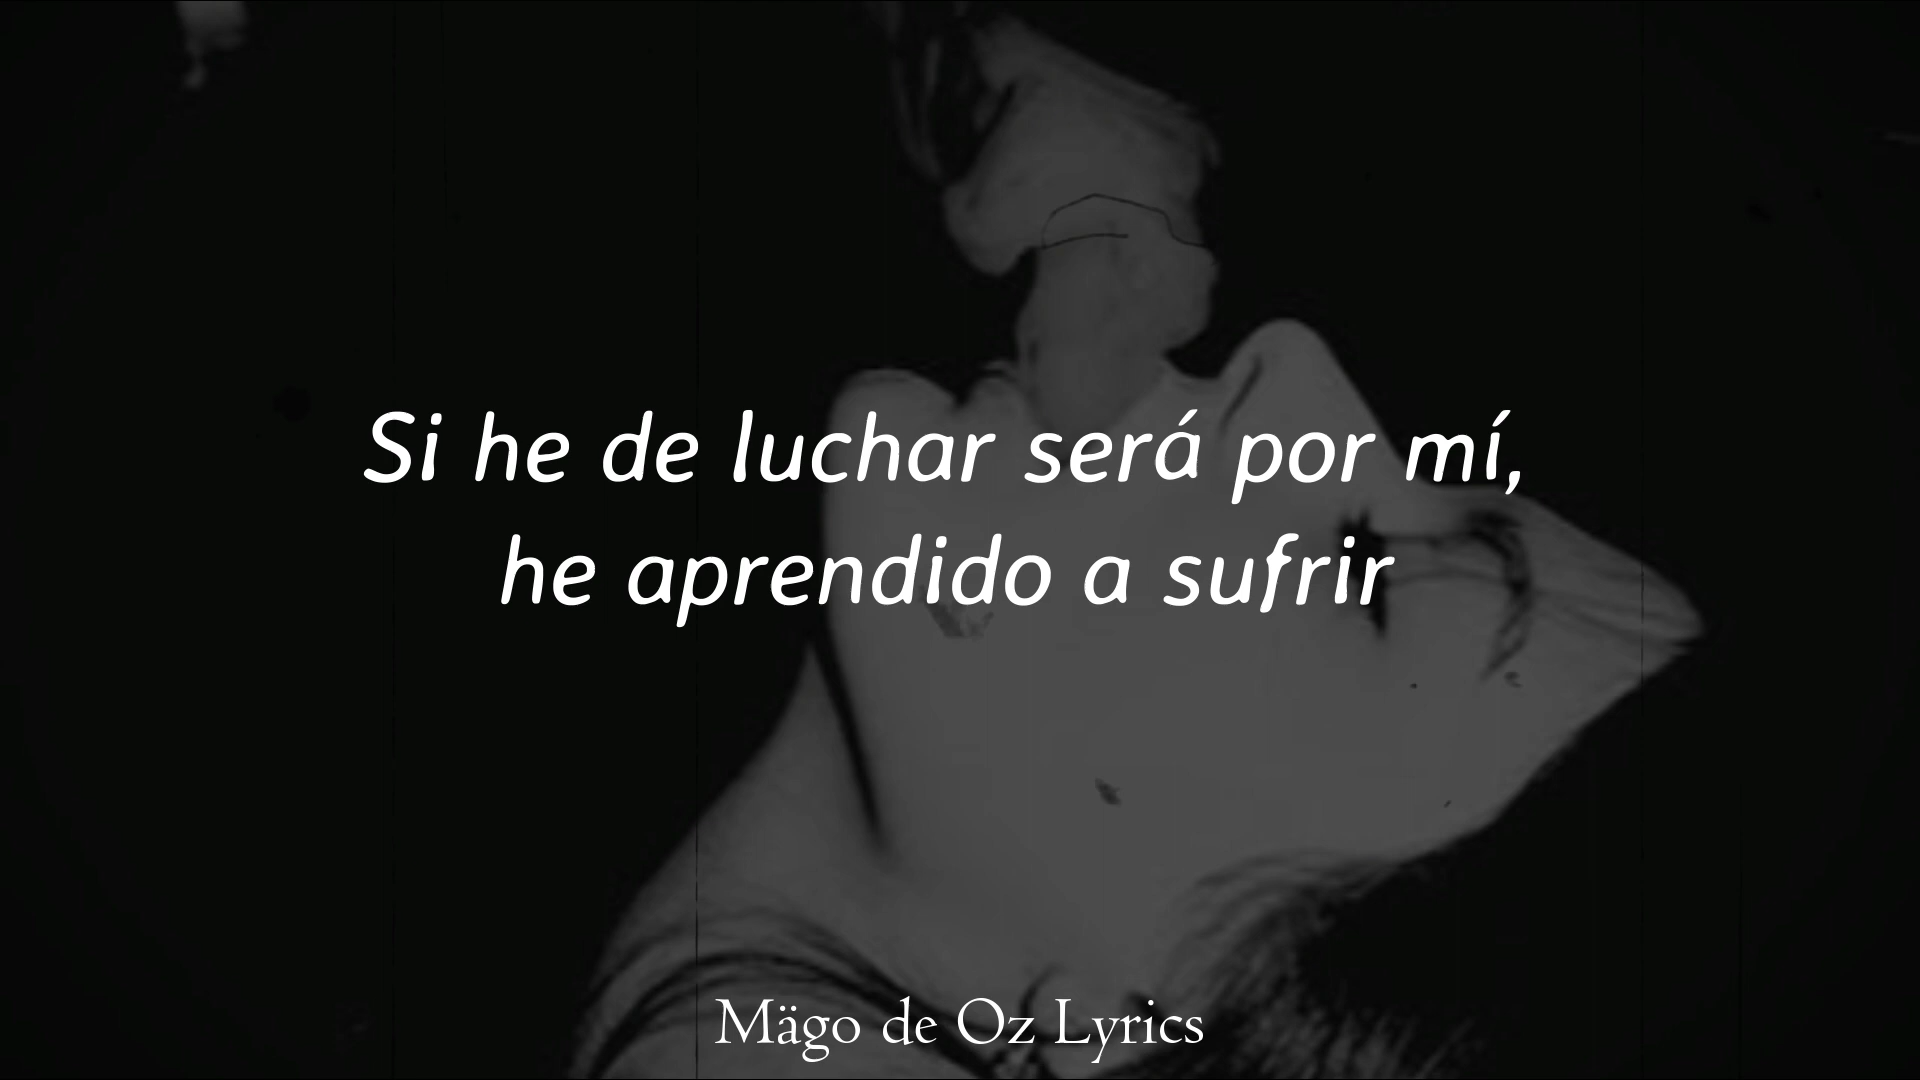 Si he de luchar será por mí,
he aprendido a sufrir
Mägo de Oz Lyrics